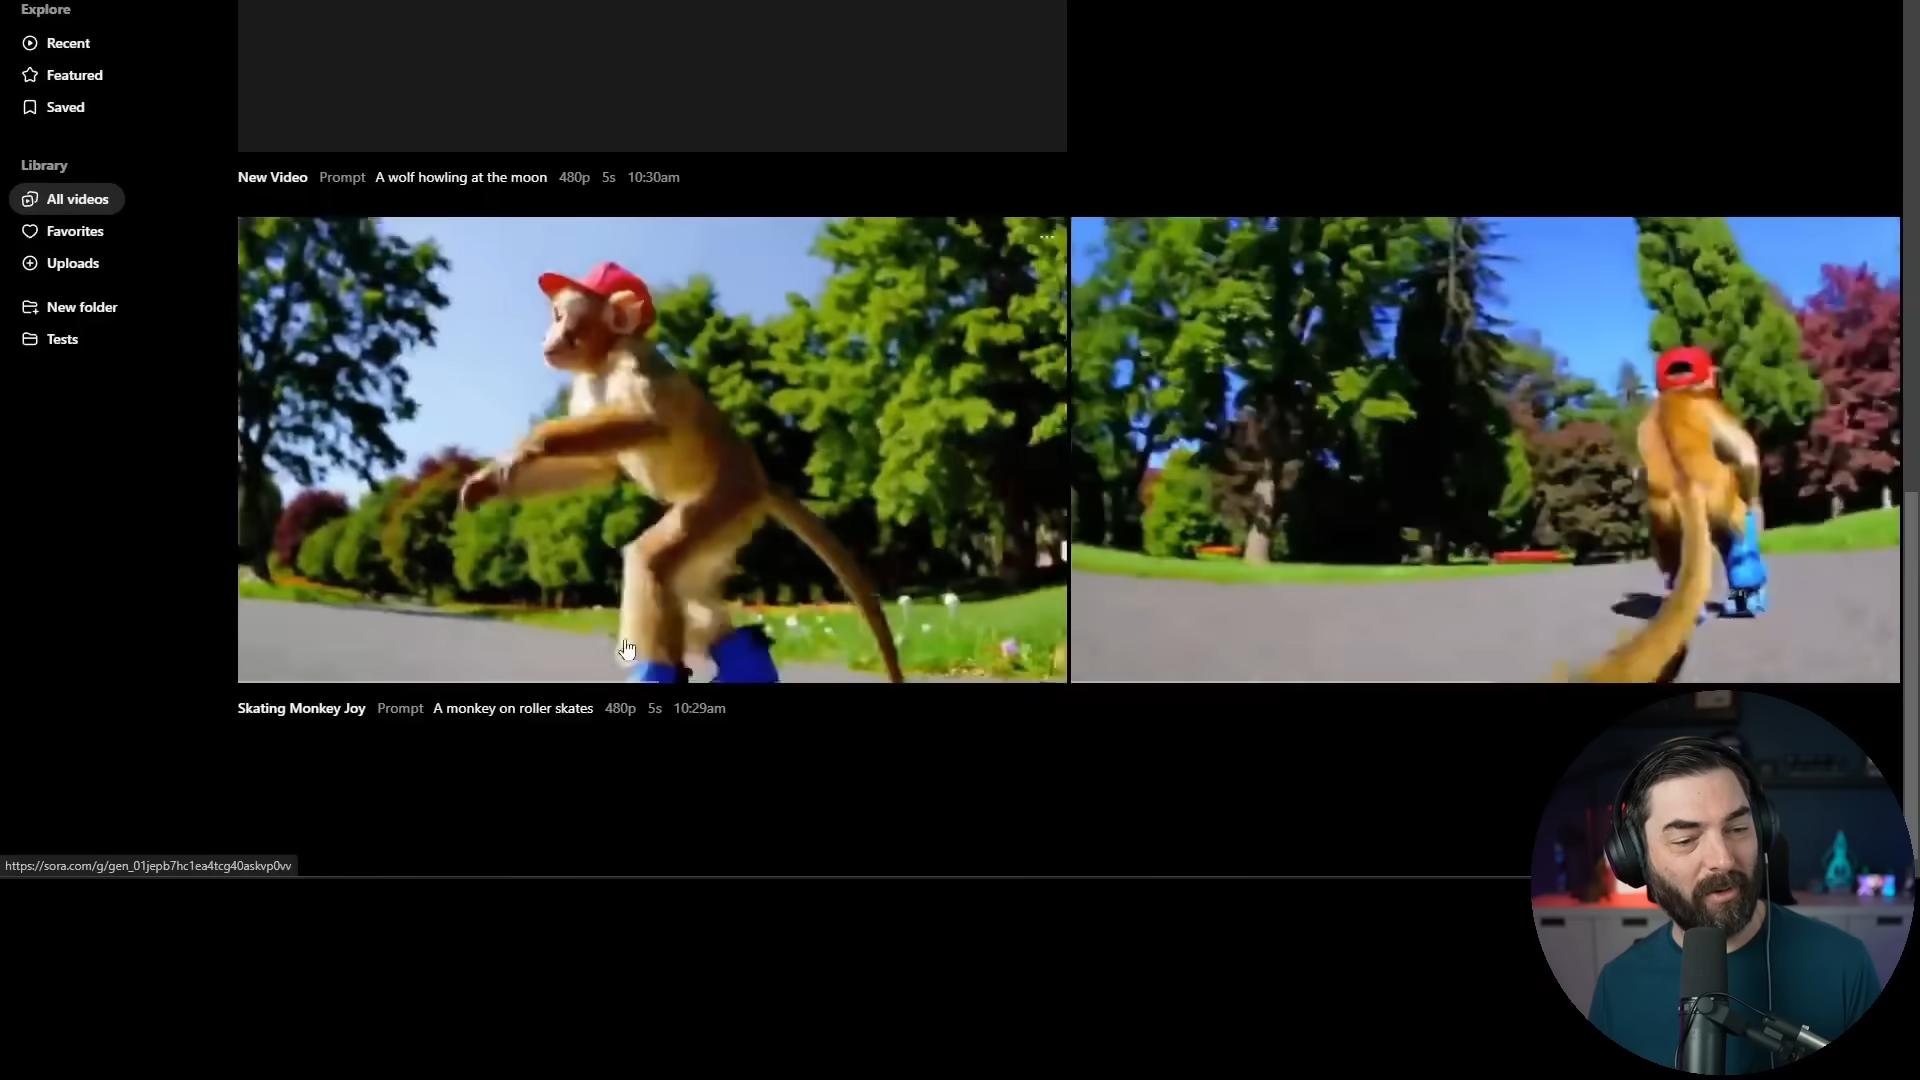 Explore
Recent
Featured
Saved
Library
All videos
Favorites
Uploads
New folder
Tests
New Video Prompt A wolf howling at the moon 480p 5s 10:30am
Skating Monkey Joy Prompt A monkey on roller skates 480p 5s 10:29am
https://sora.com/g/gen_01jepb7hc1ea4tcg40askvp0vv